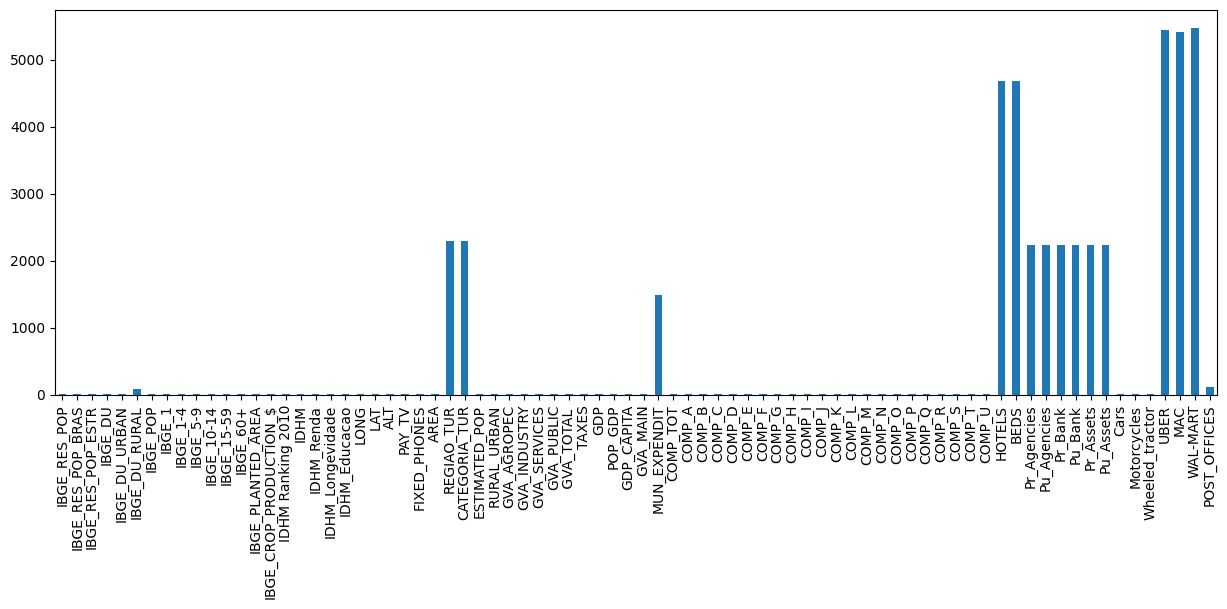 5000
4000
3000
2000
1000
0
IBGE_RES_POP
IBGE_RES_POP_BRAS
IBGE_RES_POP_ESTR
IBGE_DU
IBGE_DU_URBAN
IBGE_DU_RURAL
IBGE_POP
IBGE_1
IBGE_1-4
IBGE_5-9
IBGE_10-14
IBGE_15-59
IBGE_60+
IBGE_PLANTED_AREA
IBGE_CROP_PRODUCTION_$
IDHM Ranking 2010
IDHM
IDHM_Renda
IDHM_Longevidade
IDHM_Educacao
LONG
LAT
ALT
PAY_TV
FIXED_PHONES
AREA
REGIAO_TUR
CATEGORIA_TUR
ESTIMATED_POP
RURAL_URBAN
GVA_AGROPEC
GVA_INDUSTRY
GVA_SERVICES
GVA_PUBLIC
GVA_TOTAL
TAXES
GDP
POP_GDP
GDP_CAPITA
GVA_MAIN
MUN_EXPENDIT
COMP_TOT
COMP_A
COMP_B
COMP_C
COMP_D
COMP_E
COMP_F
COMP_G
COMP_H
COMP_I
COMP_J
COMP_K
COMP_L
COMP_M
COMP_N
COMP_O
COMP_P
COMP_Q
COMP_R
COMP_S
COMP_T
COMP_U
HOTELS
BEDS
Pr_Agencies
Pu_Agencies
Pr_Bank
Pu_Bank
Pr_Assets
Pu_Assets
Cars
Motorcycles
Wheeled_tractor
UBER
MAC
WAL-MART
POST_OFFICES